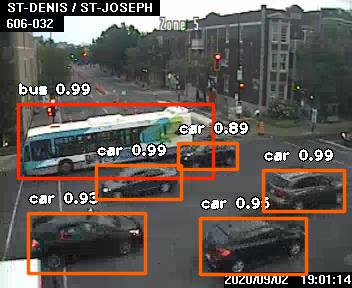 ST-DENIS / ST-JOSEPH
606-032
Zone 5
bus 0.99
car 0.89
car 0.99
car 0.99
car 0.93
car 0.95
2020/09/02 19:01:14